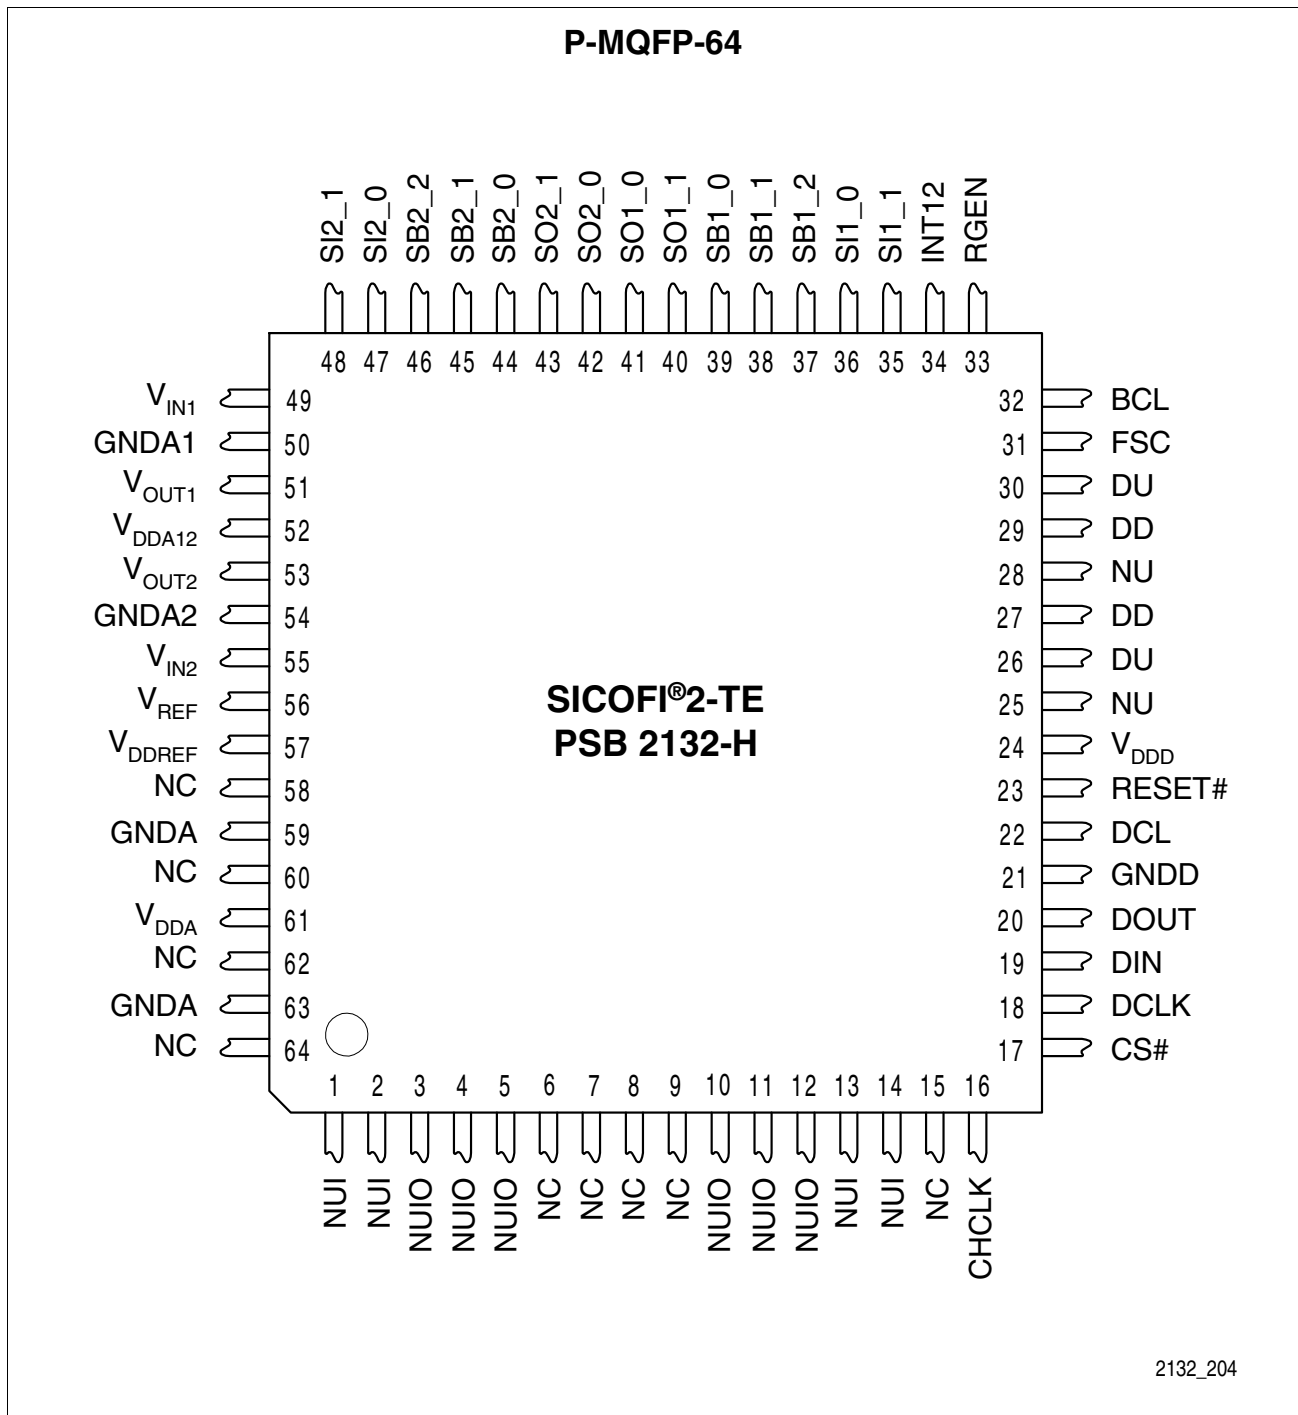 P-MQFP-64
SI2_1
SI2_0
SB2_2
SB2_1
SB2_0
SO2_1
SO2_0
SO1_0
SO1_1
SB1_0
SB1_1
SB1_2
SI1_0
SI1_1
INT12
RGEN
48 47 46 45 44 43 42 41 40 39 38 37 36 35 34 33
VIN1 49 32 BCL
GNDA1 50 31 FSC
VOUT1 51 30 DU
VDDA12 52 29 DD
VOUT2 53 28 NU
GNDA2 54 27 DD
VIN2 55 26 DU
VREF 56 25 NU
VDDREF 57 24 VDDD
NC 58 23 RESET#
GNDA 59 22 DCL
NC 60 21 GNDD
VDDA 61 20 DOUT
NC 62 19 DIN
GNDA 63 18 DCLK
NC 64 17 CS#
SICOFI®2-TE
PSB 2132-H
1 2 3 4 5 6 7 8 9 10 11 12 13 14 15 16
NUI
NUI
NUIO
NUIO
NUIO
NC
NC
NC
NC
NUIO
NUIO
NUIO
NUI
NUI
NC
CHCLK
2132_204